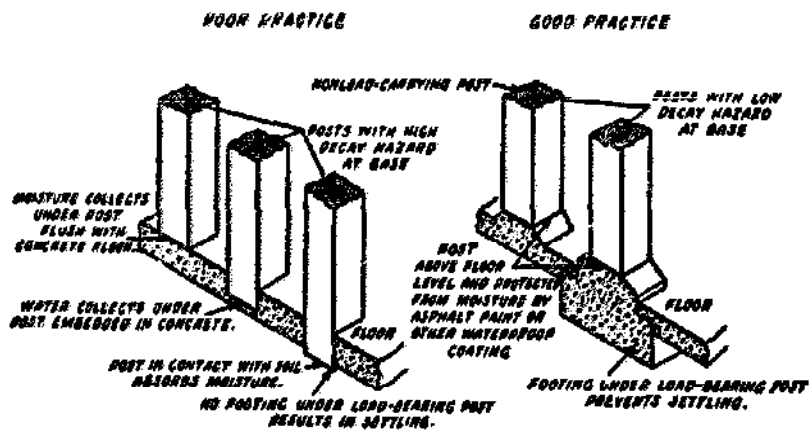 POOR PRACTICE
POSTS WITH HIGH
DECAY HAZARD
AT BASE
MOISTURE COLLECTS
UNDER POST
FLUSH WITH
CONCRETE FLOOR.
WATER COLLECTS UNDER
POST EMBEDDED IN CONCRETE.
FLOOR
POST IN CONTACT WITH SOIL
ABSORBS MOISTURE.
NO FOOTING UNDER LOAD-BEARING POST
RESULTS IN SETTLING.
GOOD PRACTICE
NONLOAD-CARRYING POST
POSTS WITH LOW
DECAY HAZARD
AT BASE
POST
ABOVE FLOOR
LEVEL AND PROTECTED
FROM MOISTURE BY
ASPHALT PAINT OR
OTHER WATERPROOF
COATING
FLOOR
FOOTING UNDER LOAD-BEARING POST
PREVENTS SETTLING.